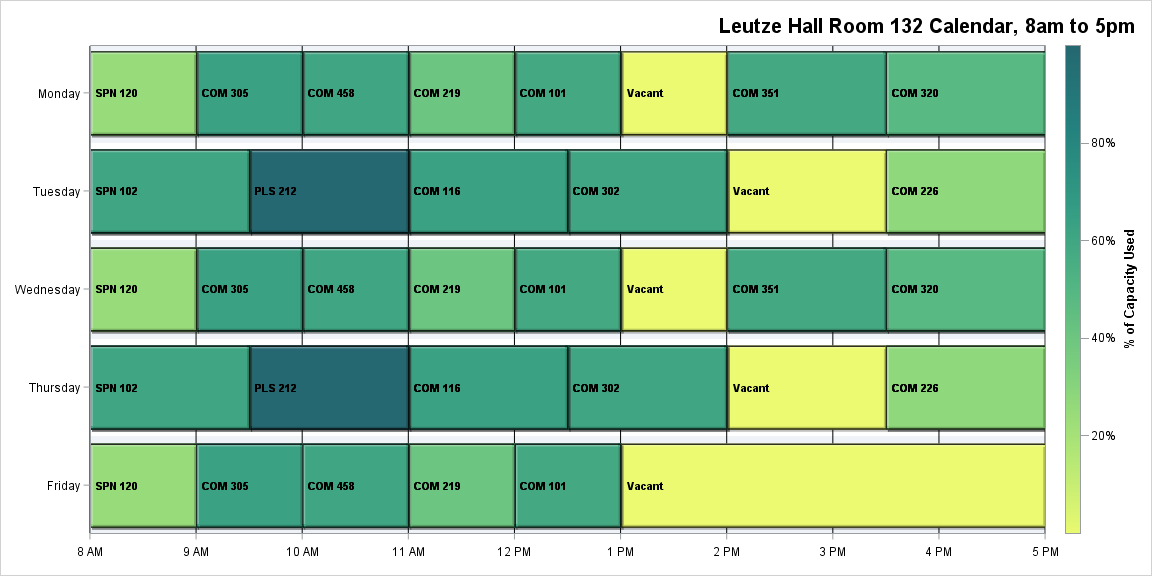 Leutze Hall Room 132 Calendar, 8am to 5pm
Monday
SPN 120
COM 305
COM 458
COM 219
COM 101
Vacant
COM 351
COM 320
Tuesday
SPN 102
PLS 212
COM 116
COM 302
Vacant
COM 226
Wednesday
SPN 120
COM 305
COM 458
COM 219
COM 101
Vacant
COM 351
COM 320
Thursday
SPN 102
PLS 212
COM 116
COM 302
Vacant
COM 226
Friday
SPN 120
COM 305
COM 458
COM 219
COM 101
Vacant
8 AM
9 AM
10 AM
11 AM
12 PM
1 PM
2 PM
3 PM
4 PM
5 PM
80%
60%
40%
20%
% of Capacity Used